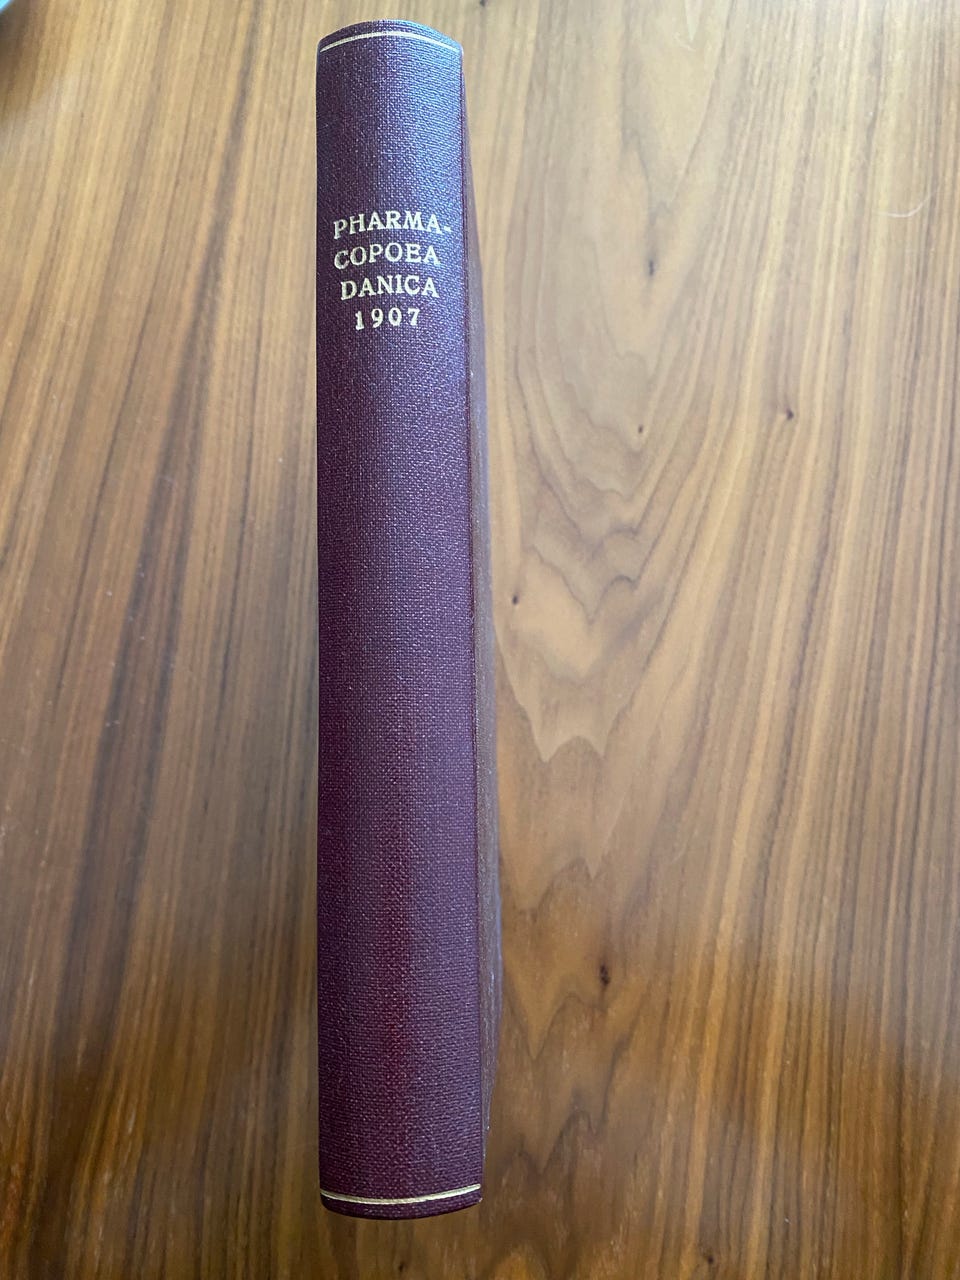 PHARMA-
COPOEA
DANICA
1907